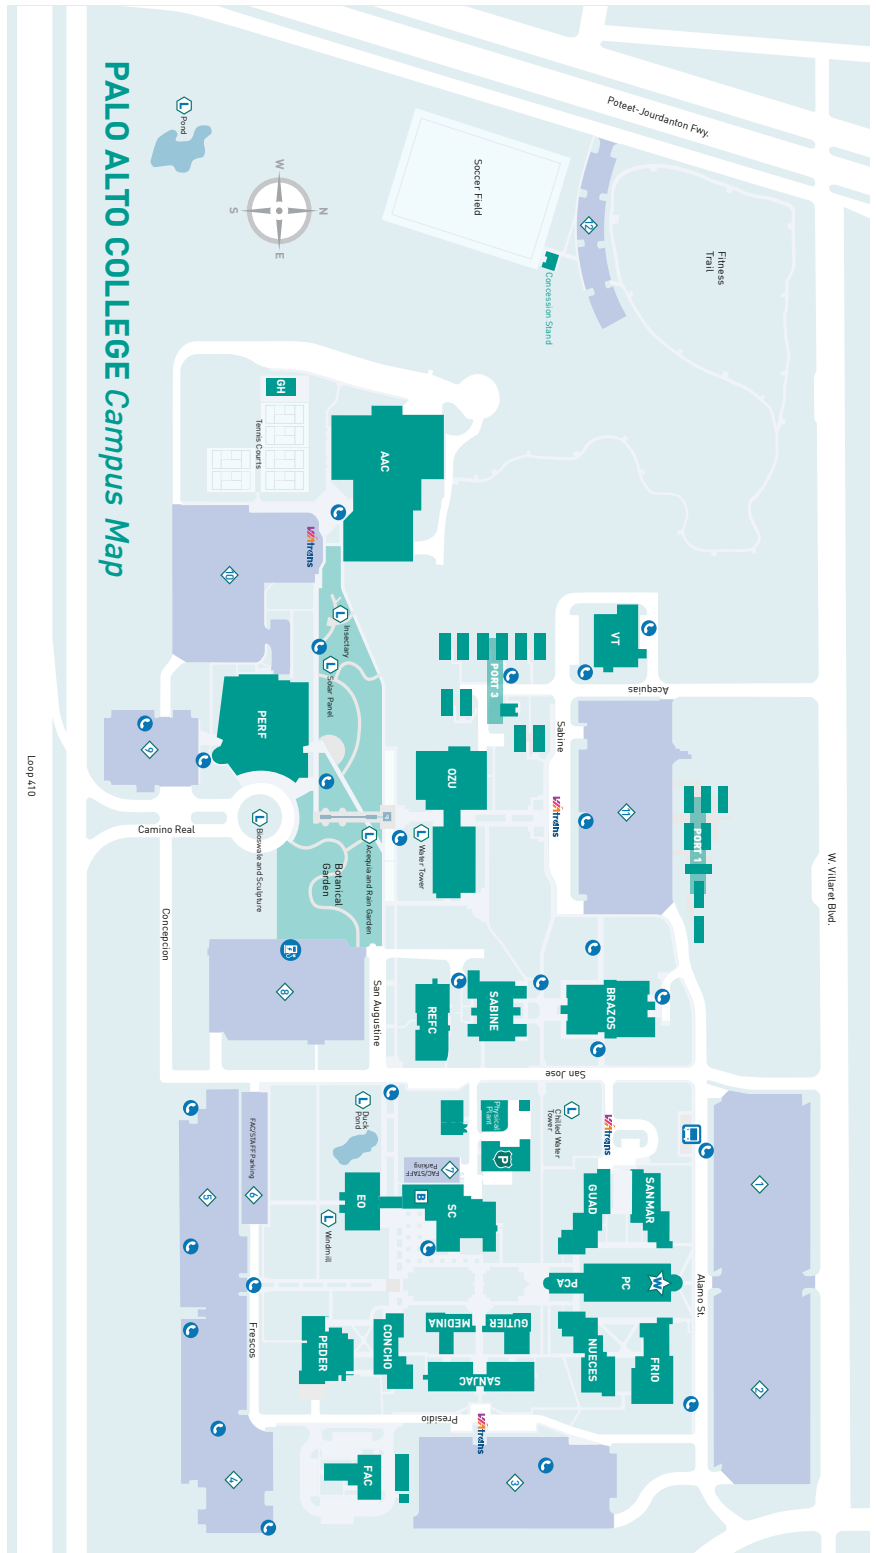 PALO ALTO COLLEGE Campus Map
L Pond
W
S
N
E
Poteet-Jourdanton Fwy.
Soccer Field
12
Concession Stand
Fitness
Trail
GH
Tennis Courts
AAC
10
VIAtrans
L Insectary
L Solar Panel
PERF
9
Loop 410
Camino Real
L Bioswale and Sculpture
Botanical
Garden
L Acequia and Rain Garden
L Water Tower
OZU
PORT 3
VT
Acequias
Sabine
VIAtrans
11
PORT 1
W. Villaret Blvd.
Concepcion
8
San Augustine
REFC
SABINE
BRAZOS
San Jose
5
FAC/STAFF Parking
6
L Duck
Pond
FAC/STAFF
Parking
7
Physical
Plant
P
L Chilled Water
Tower
VIAtrans
1
EO
B
SC
L Windmill
GUAD
SANMAR
PCA
PC
Alamo St.
Frescos
PEDER
CONCHO
MEDINA
GUTIER
SANJAC
NUECES
FRIO
2
Presidio
VIAtrans
4
FAC
3